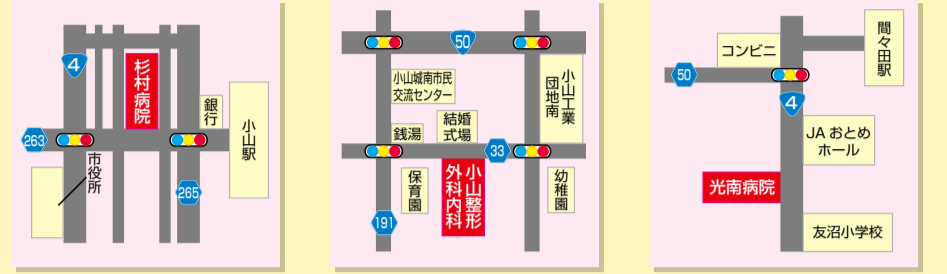 4
杉村病院
銀行
小山駅
263
市役所
265
50
小山城南市民
交流センター
小山工業
団地南
銭湯
結婚
式場
33
保育園
小山整形
外科内科
幼稚園
191
コンビニ
間々田駅
50
4
JA おとめ
ホール
光南病院
友沼小学校